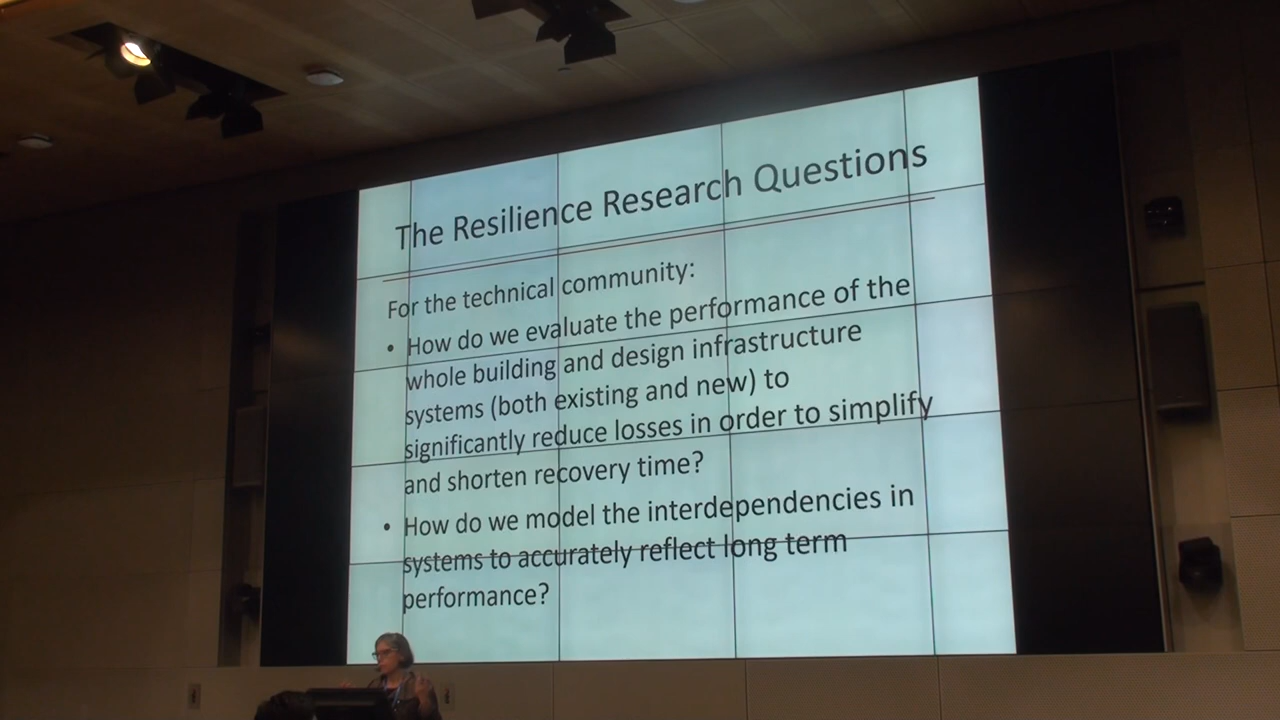 The Resilience Research Questions
For the technical community:
• How do we evaluate the performance of the
whole building and design infrastructure
systems (both existing and new) to
significantly reduce losses in order to simplify
and shorten recovery time?
• How do we model the interdependencies in
systems to accurately reflect long term
performance?